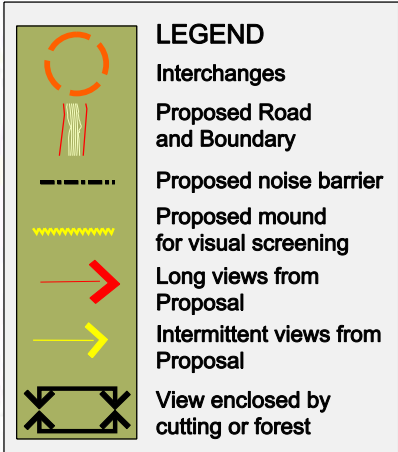 LEGEND
Interchanges
Proposed Road
and Boundary
Proposed noise barrier
Proposed mound
for visual screening
Long views from
Proposal
Intermittent views from
Proposal
View enclosed by
cutting or forest